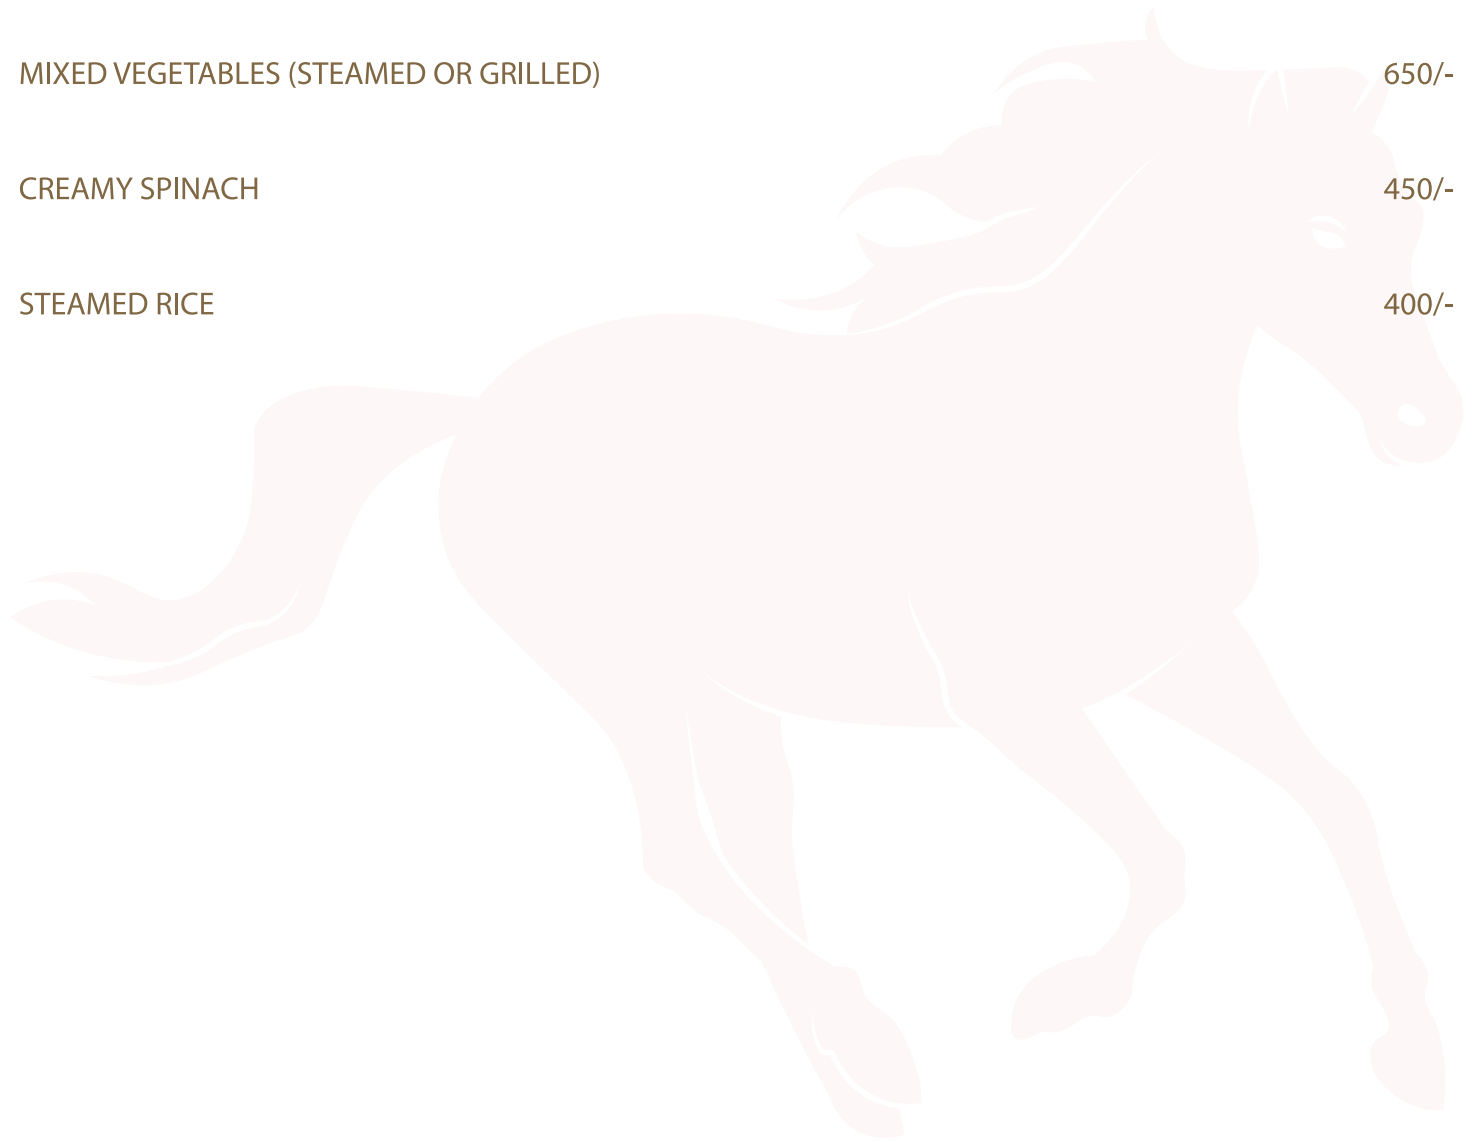 MIXED VEGETABLES (STEAMED OR GRILLED) 650/-
CREAMY SPINACH 450/-
STEAMED RICE 400/-